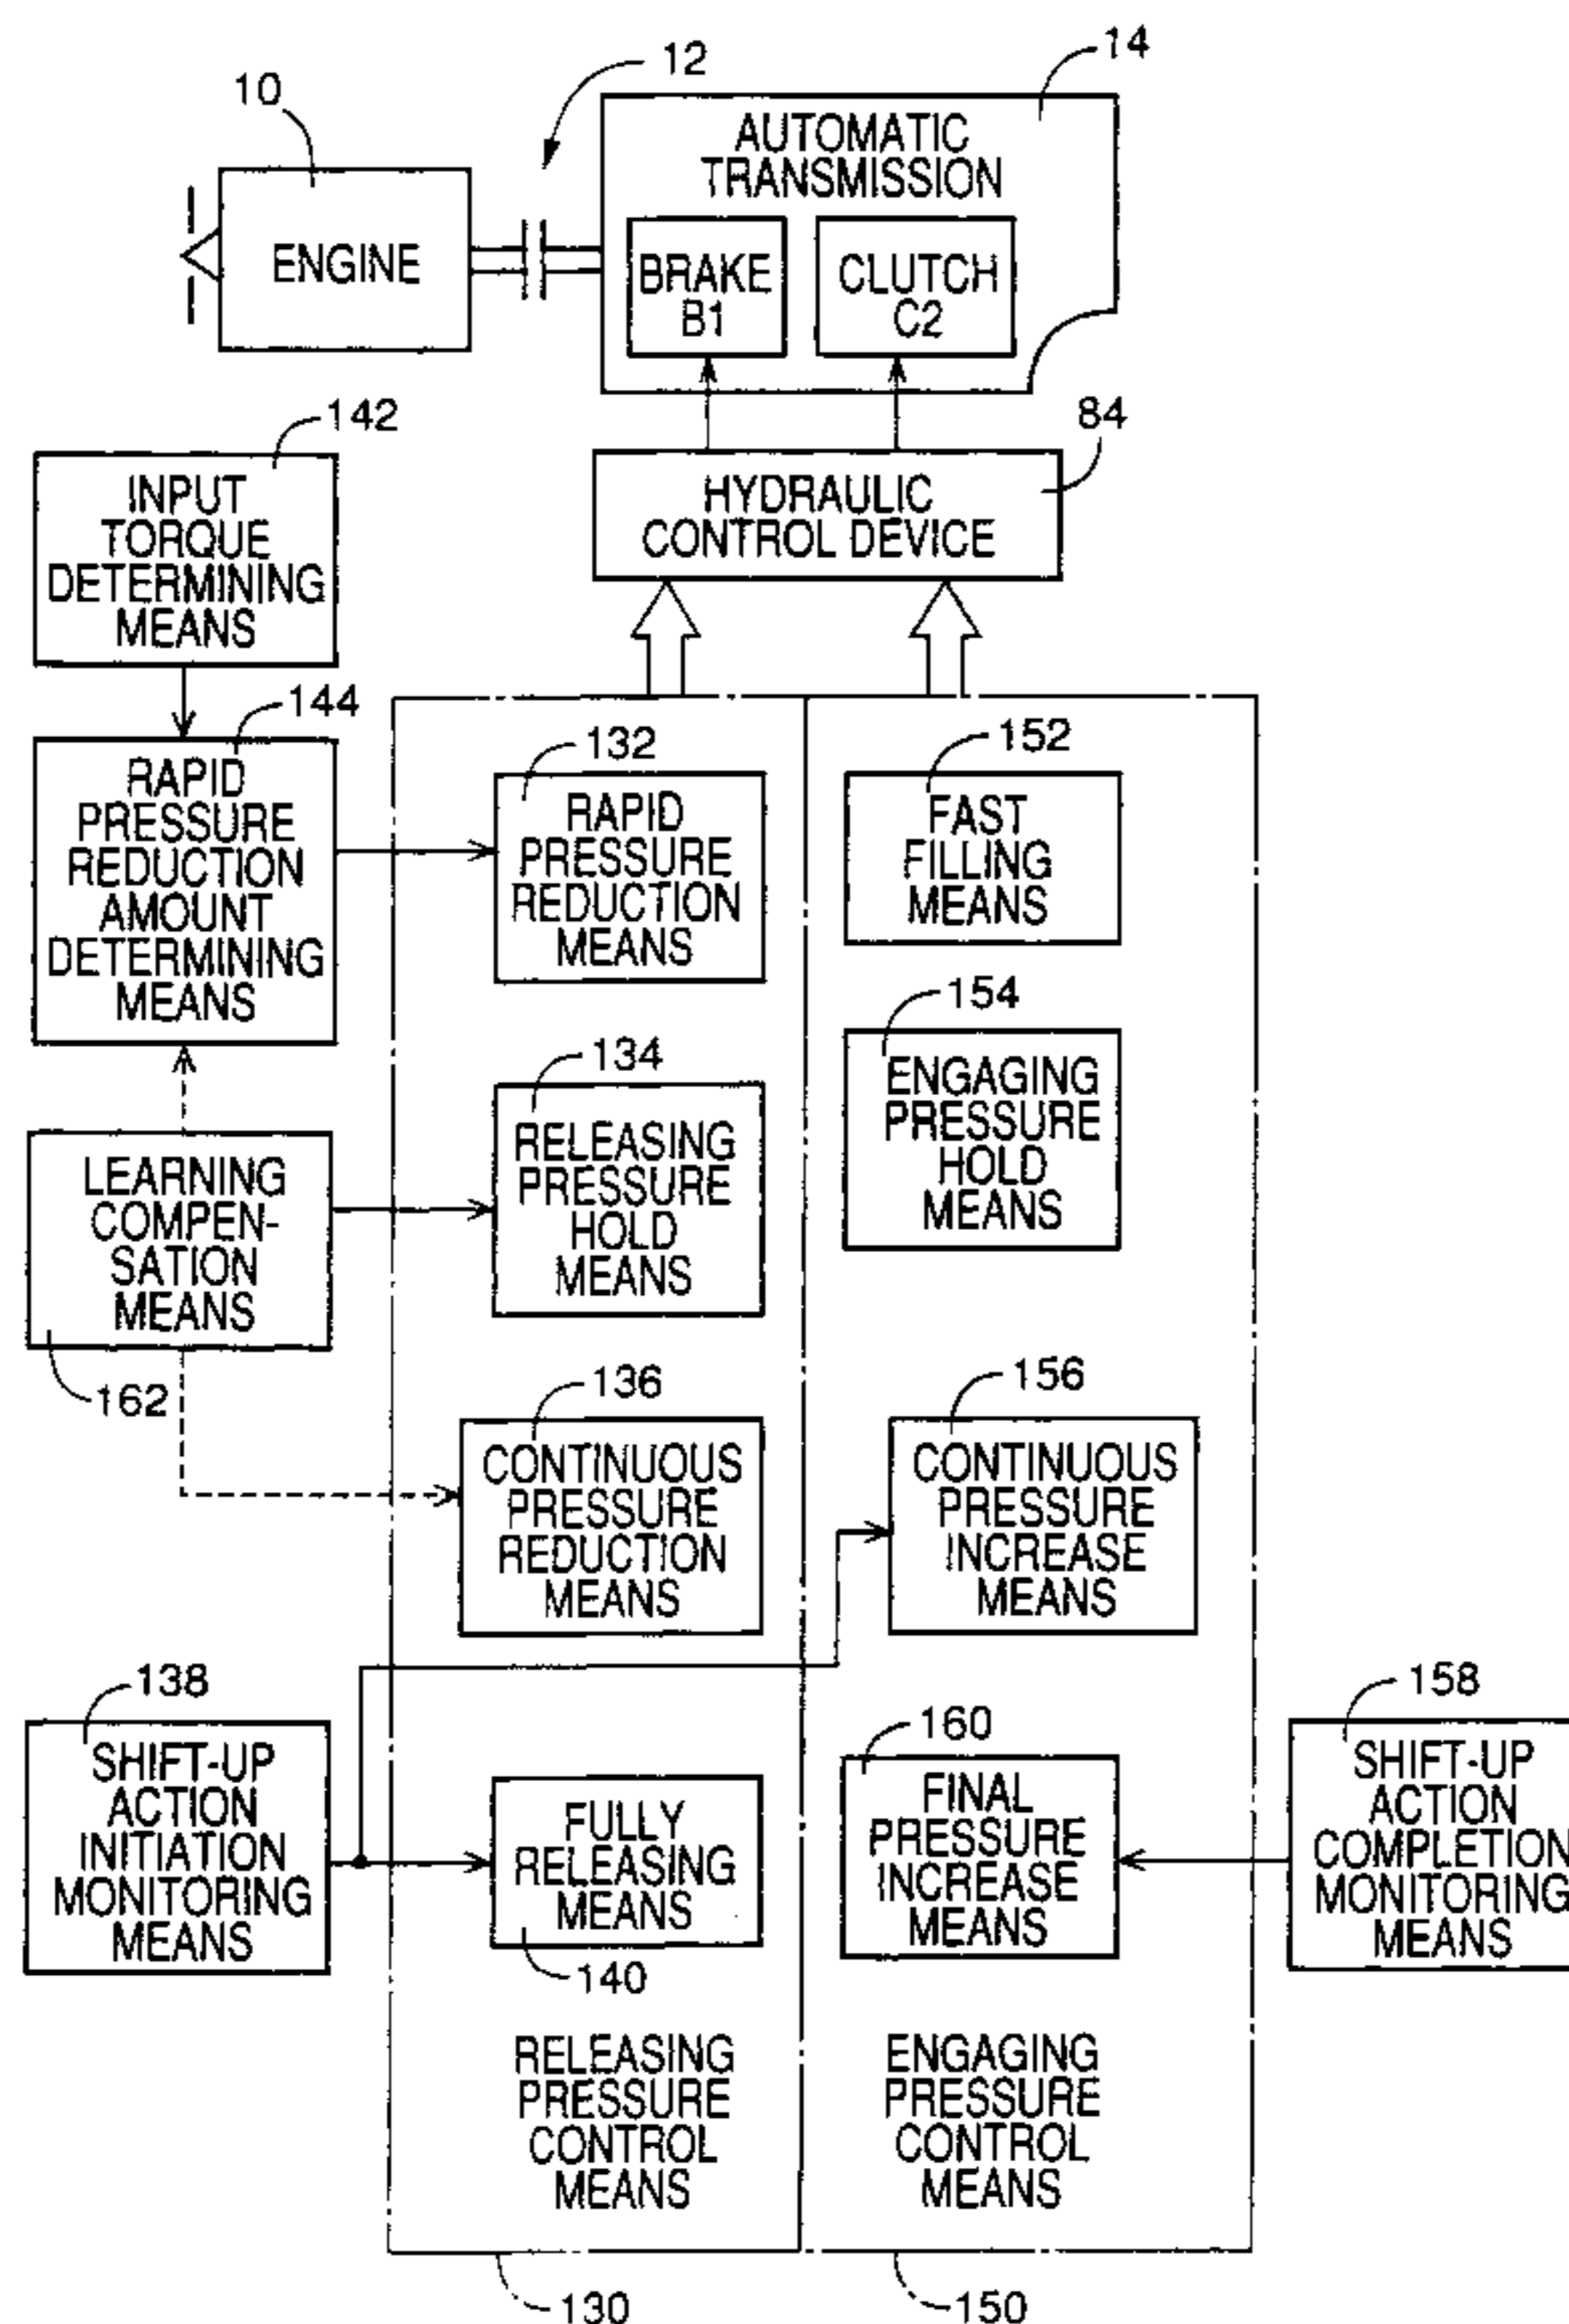 12
14
10
AUTOMATIC
TRANSMISSION
ENGINE
BRAKE
B1
CLUTCH
C2
142
84
INPUT
TORQUE
DETERMINING
MEANS
HYDRAULIC
CONTROL DEVICE
144
RAPID
PRESSURE
REDUCTION
AMOUNT
DETERMINING
MEANS
132
RAPID
PRESSURE
REDUCTION
MEANS
152
FAST
FILLING
MEANS
154
ENGAGING
PRESSURE
HOLD
MEANS
134
RELEASING
PRESSURE
HOLD
MEANS
LEARNING
COMPEN-
SATION
MEANS
162
136
CONTINUOUS
PRESSURE
REDUCTION
MEANS
156
CONTINUOUS
PRESSURE
INCREASE
MEANS
138
SHIFT-UP
ACTION
INITIATION
MONITORING
MEANS
FULLY
RELEASING
MEANS
140
160
FINAL
PRESSURE
INCREASE
MEANS
158
SHIFT-UP
ACTION
COMPLETION
MONITORING
MEANS
RELEASING
PRESSURE
CONTROL
MEANS
ENGAGING
PRESSURE
CONTROL
MEANS
130
150